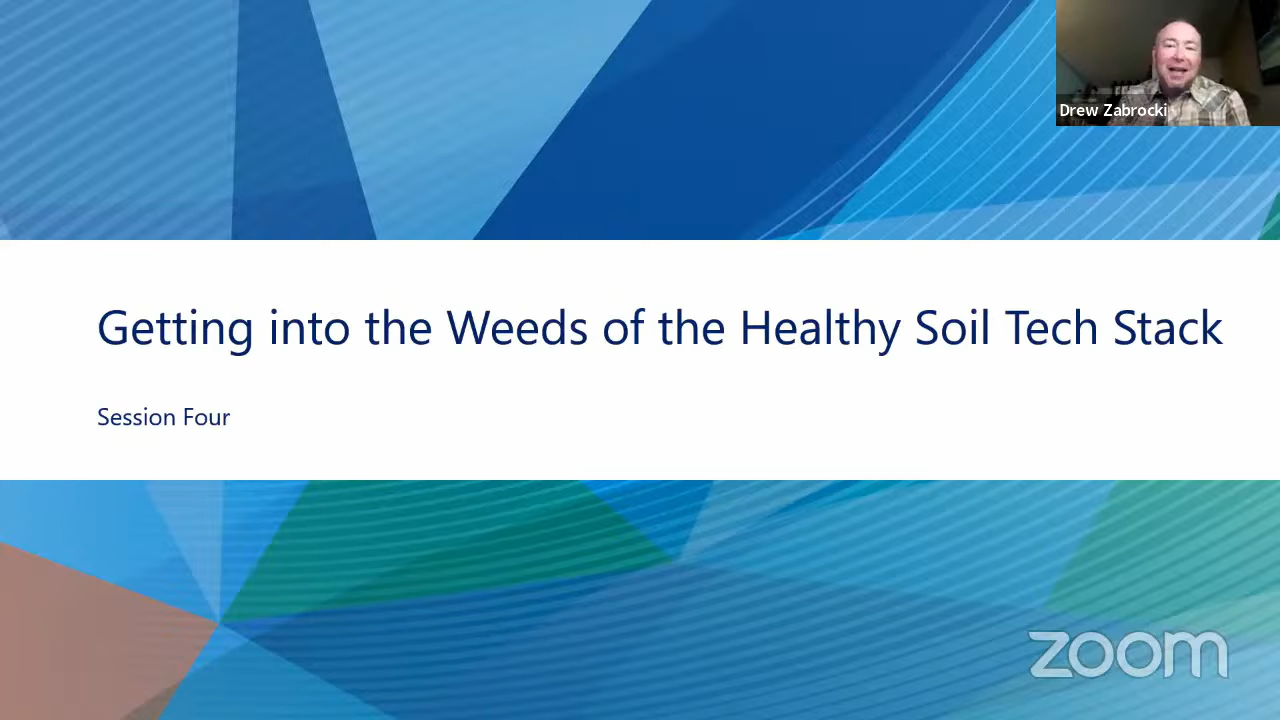 Drew Zabrocki
Getting into the Weeds of the Healthy Soil Tech Stack
Session Four
zoom